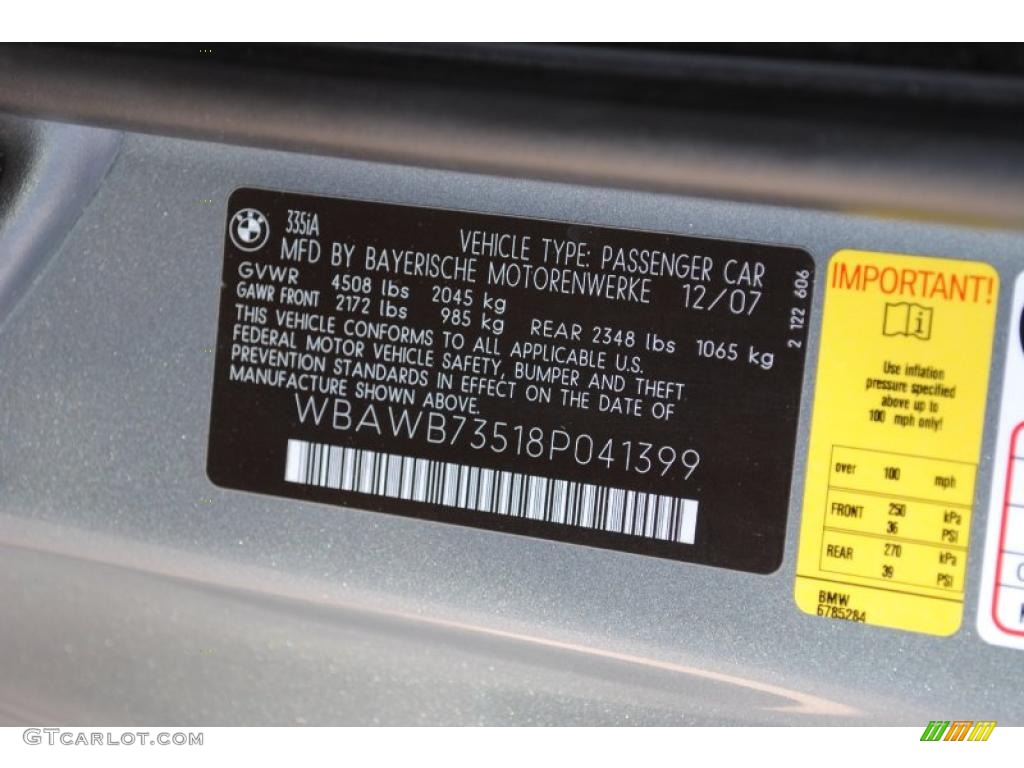 335iA
VEHICLE TYPE: PASSENGER CAR
MFD BY BAYERISCHE MOTORENWERKE 12/07
GVWR 4508 lbs 2045 kg
GAWR FRONT 2172 lbs 985 kg REAR 2348 lbs 1065 kg
THIS VEHICLE CONFORMS TO ALL APPLICABLE U.S.
FEDERAL MOTOR VEHICLE SAFETY, BUMPER AND THEFT
PREVENTION STANDARDS IN EFFECT ON THE DATE OF
MANUFACTURE SHOWN ABOVE.
WBAWB73518P041399
2 122 606
IMPORTANT!
i
Use inflation
pressure specified
above up to
100 mph only
over 100 mph
FRONT 250 kPa
36 PSI
REAR 270 kPa
39 PSI
BMW
6785284
GTCarLot.com